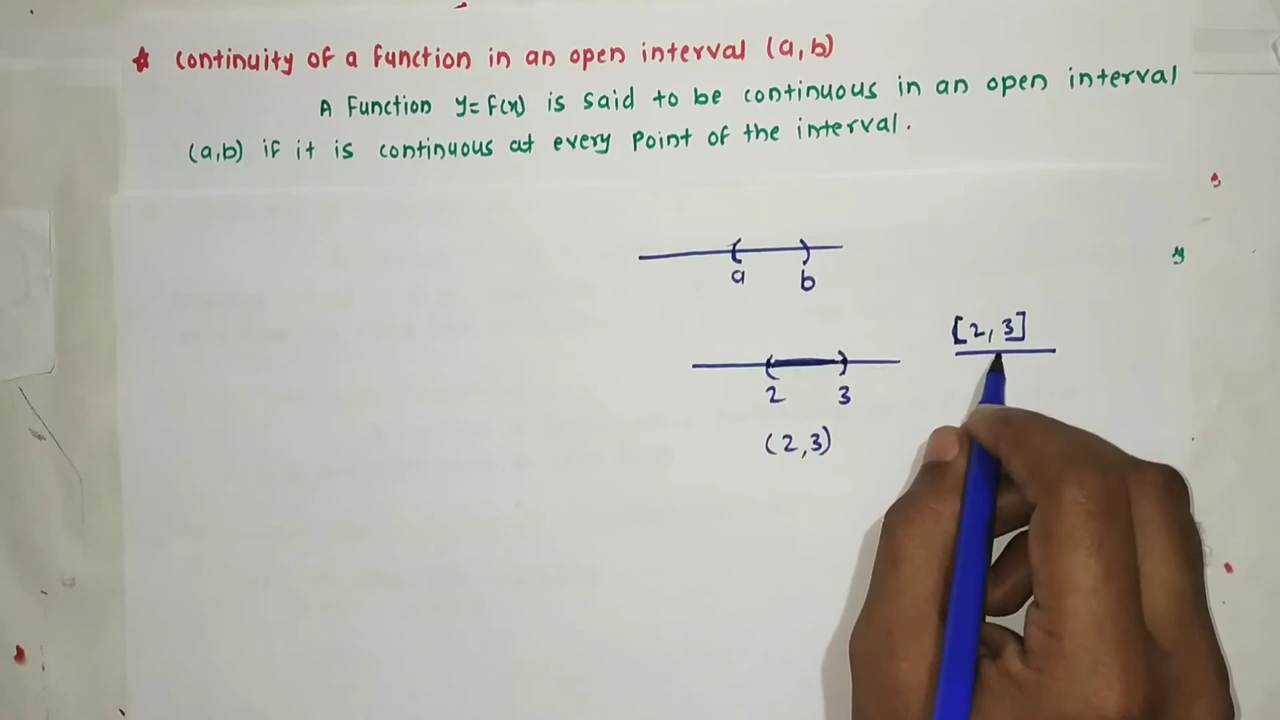 * Continuity of a function in an open interval (a, b)
A Function y = f(x) is said to be continuous in an open interval
(a, b) if it is continuous at every point of the interval.
a b
[2, 3]
2 3
(2, 3)